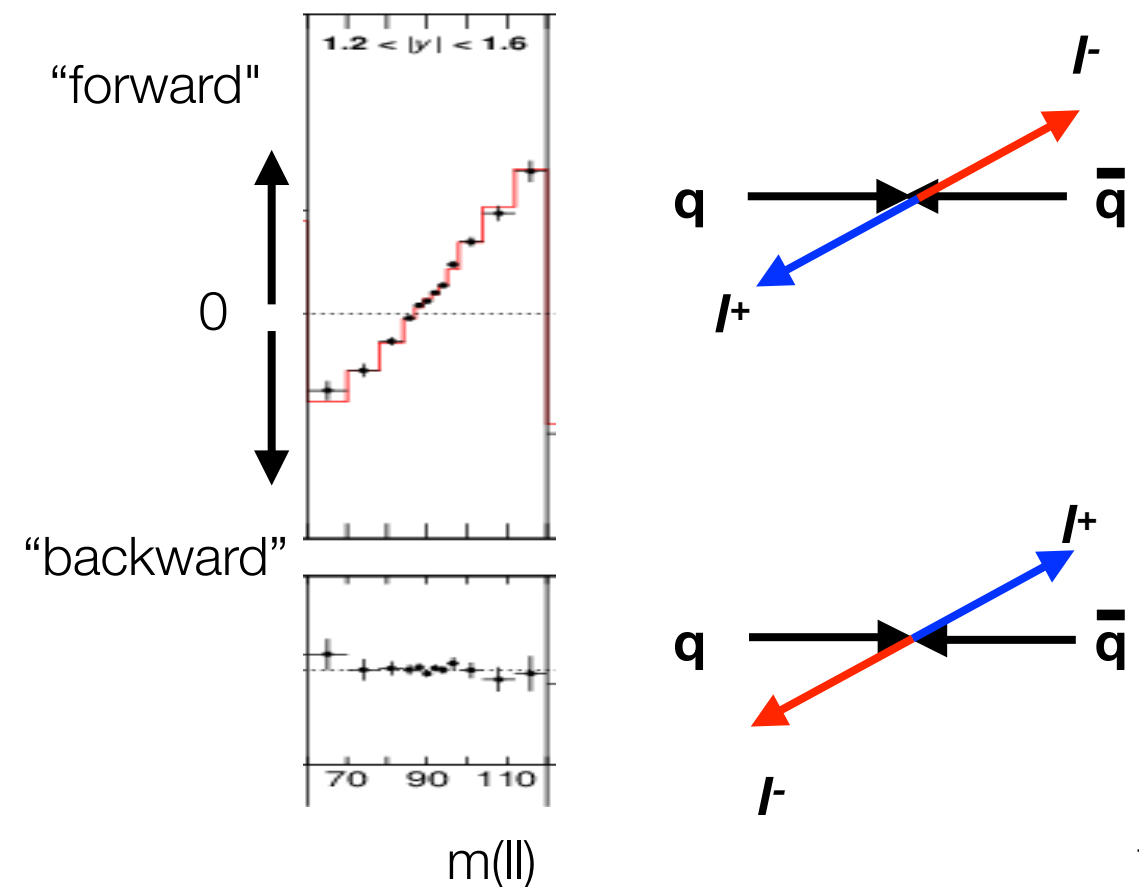 1.2 < |y| < 1.6
“forward"
0
“backward”
70 90 110
m(ll)
l-
q q̄
l+
l+
q q̄
l-